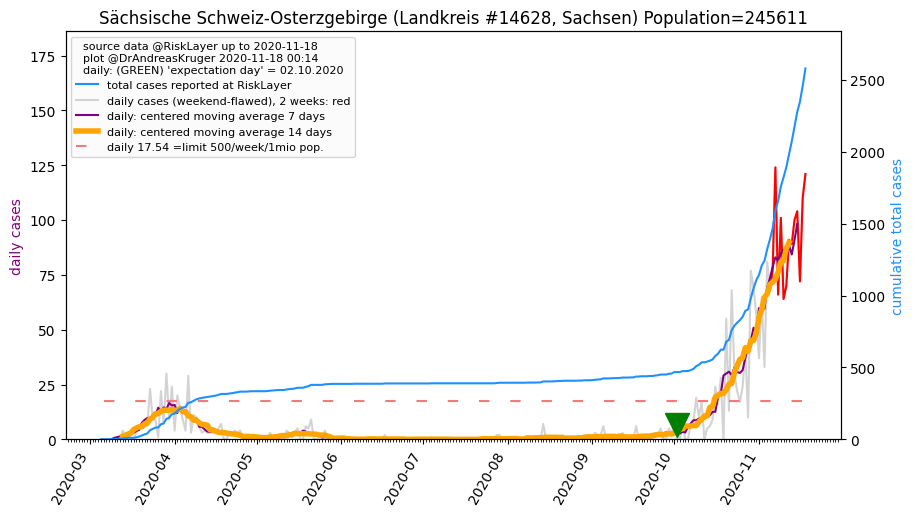 Sächsische Schweiz-Osterzgebirge (Landkreis #14628, Sachsen) Population=245611
source data @RiskLayer up to 2020-11-18
plot @DrAndreasKruger 2020-11-18 00:14
daily: (GREEN) 'expectation day' = 02.10.2020
total cases reported at RiskLayer
daily cases (weekend-flawed), 2 weeks: red
daily: centered moving average 7 days
daily: centered moving average 14 days
daily 17.54 =limit 500/week/1mio pop.
daily cases
175
150
125
100
75
50
25
0
cumulative total cases
2500
2000
1500
1000
500
0
2020-03
2020-04
2020-05
2020-06
2020-07
2020-08
2020-09
2020-10
2020-11